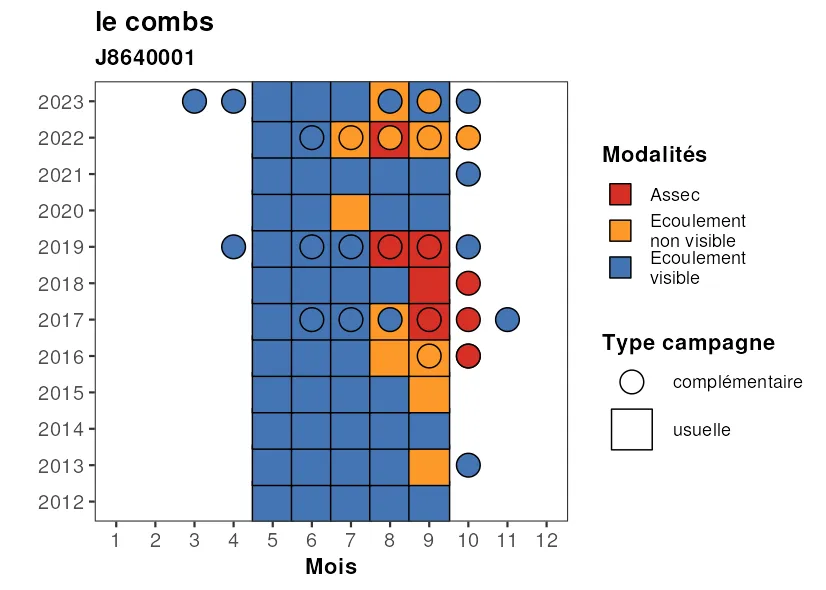 le combs
J8640001
2023
2022
2021
2020
2019
2018
2017
2016
2015
2014
2013
2012
1 2 3 4 5 6 7 8 9 10 11 12
Mois
Modalités
Assec
Ecoulement
non visible
Ecoulement
visible
Type campagne
complémentaire
usuelle